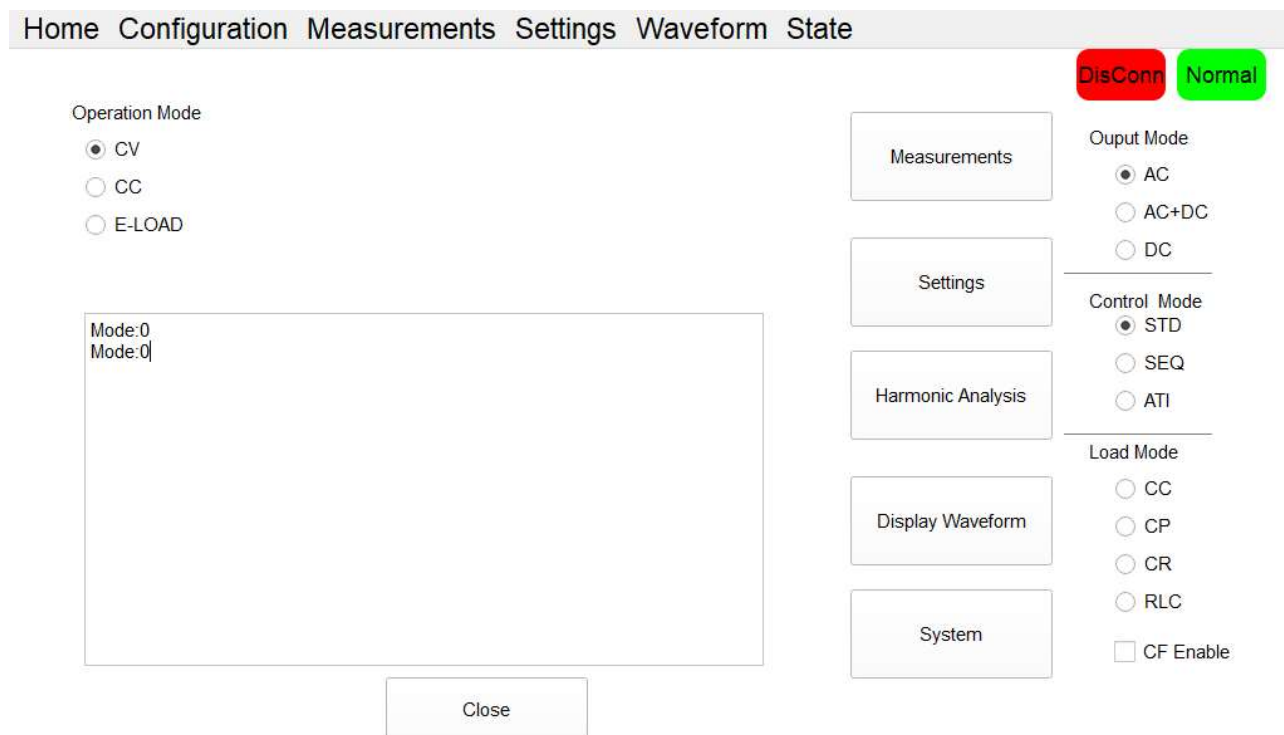 Home Configuration Measurements Settings Waveform State
DisConn Normal
Operation Mode
CV
CC
E-LOAD
Mode:0
Mode:0
Close
Measurements
Settings
Harmonic Analysis
Display Waveform
System
Ouput Mode
AC
AC+DC
DC
Control Mode
STD
SEQ
ATI
Load Mode
CC
CP
CR
RLC
CF Enable